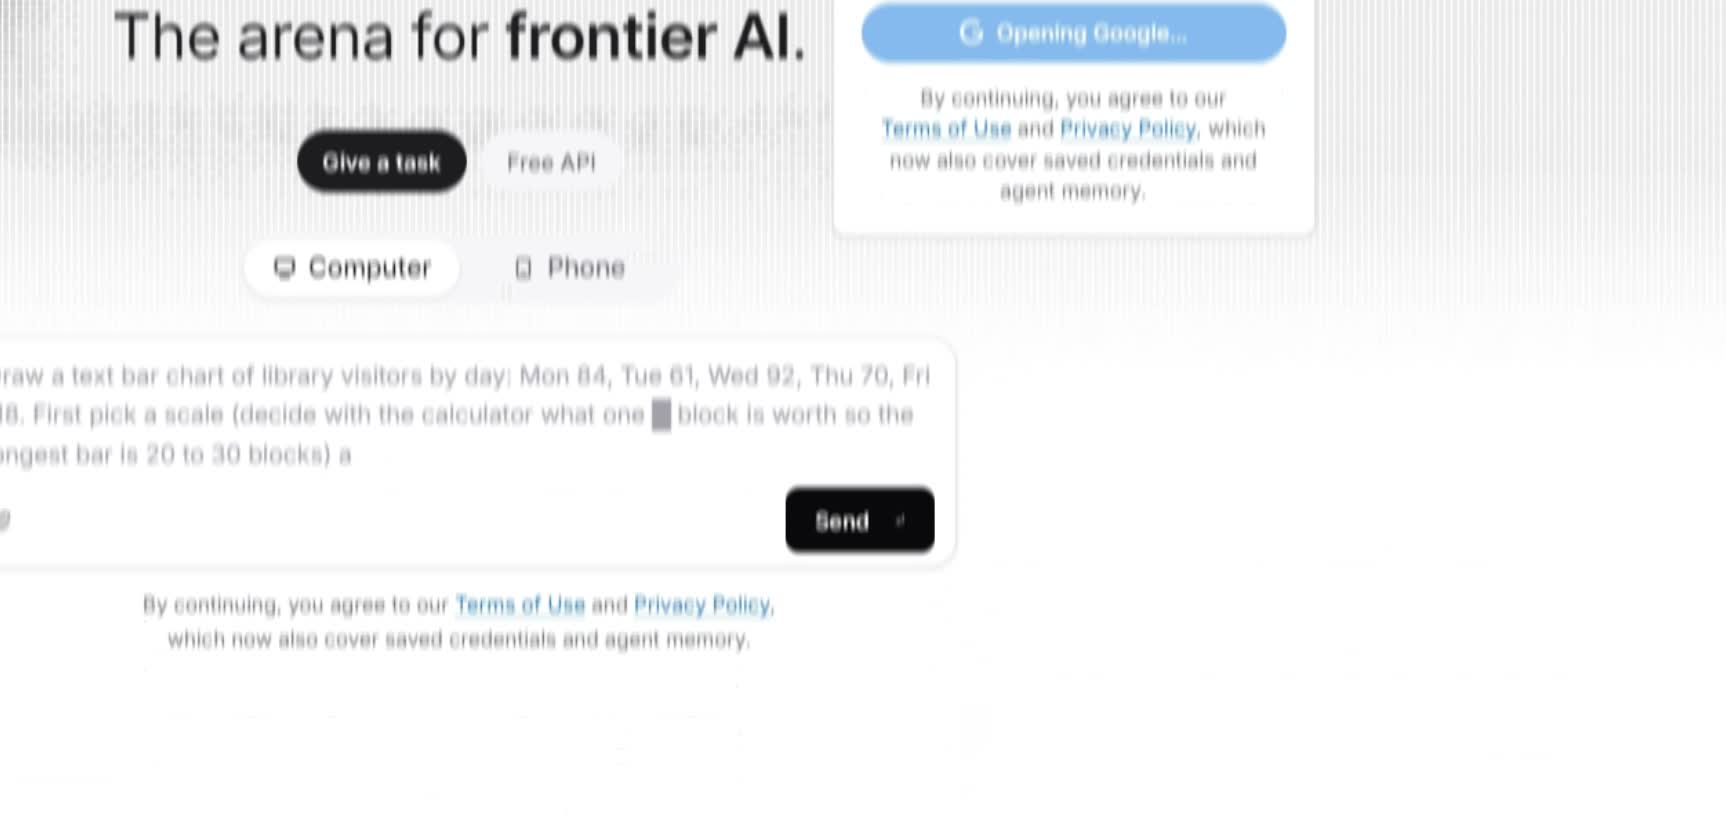 The arena for frontier AI.
Opening Google...
By continuing, you agree to our
Terms of Use and Privacy Policy, which
now also cover saved credentials and
agent memory.
Give a task
Free API
Computer
Phone
raw a text bar chart of library visitors by day: Mon 84, Tue 61, Wed 92, Thu 70, Fri
18. First pick a scale (decide with the calculator what one █ block is worth so the
ongest bar is 20 to 30 blocks) a
Send
By continuing, you agree to our Terms of Use and Privacy Policy,
which now also cover saved credentials and agent memory.